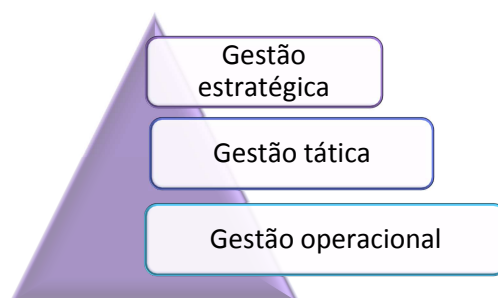 Gestão
estratégica
Gestão tática
Gestão operacional